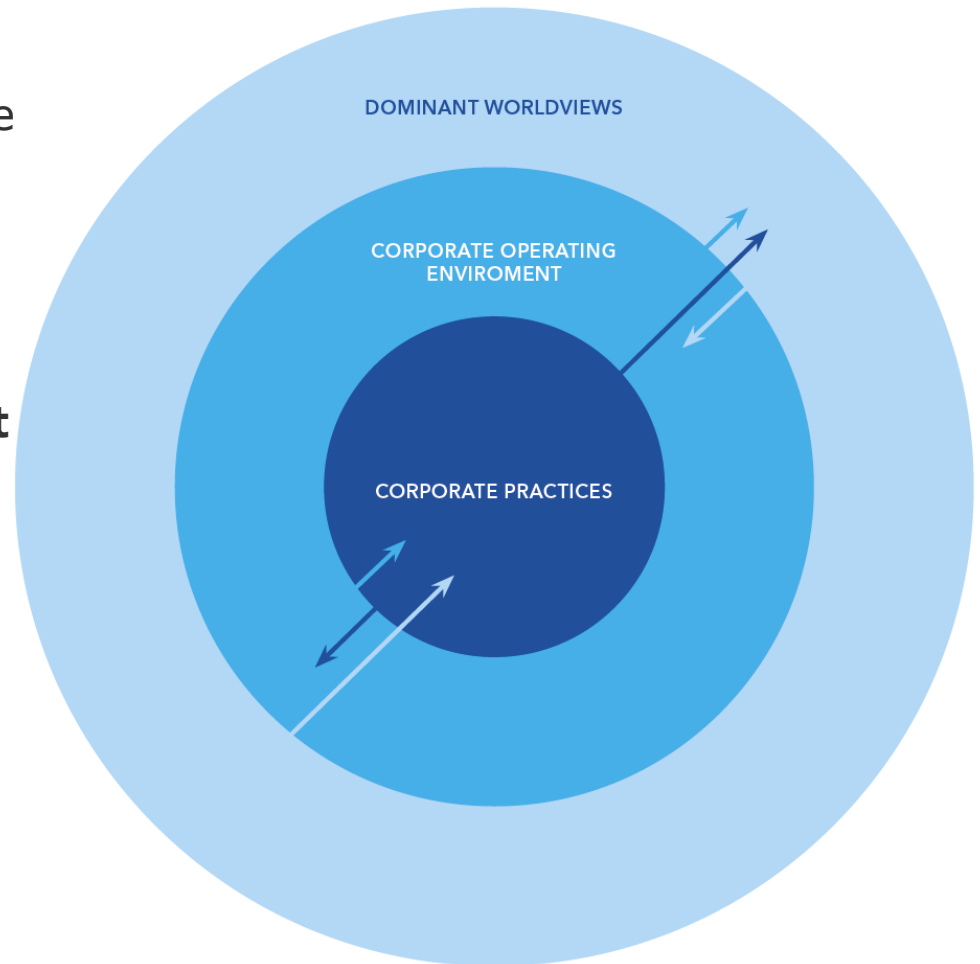 e
DOMINANT WORLDVIEWS
CORPORATE OPERATING
ENVIROMENT
t
CORPORATE PRACTICES